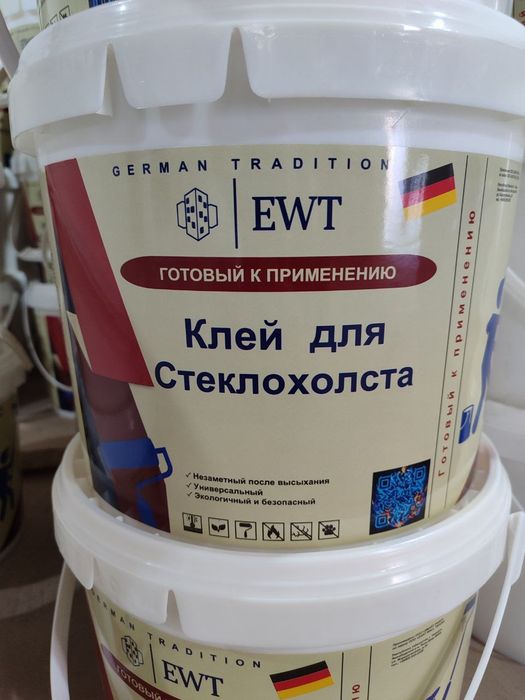 GERMAN TRADITION
EWT
ГОТОВЫЙ К ПРИМЕНЕНИЮ
Клей для
Стеклохолста
✓ Незаметный после высыхания
✓ Универсальный
✓ Экологичный и безопасный
Готовый к применению
GERMAN TRADITION
EWT